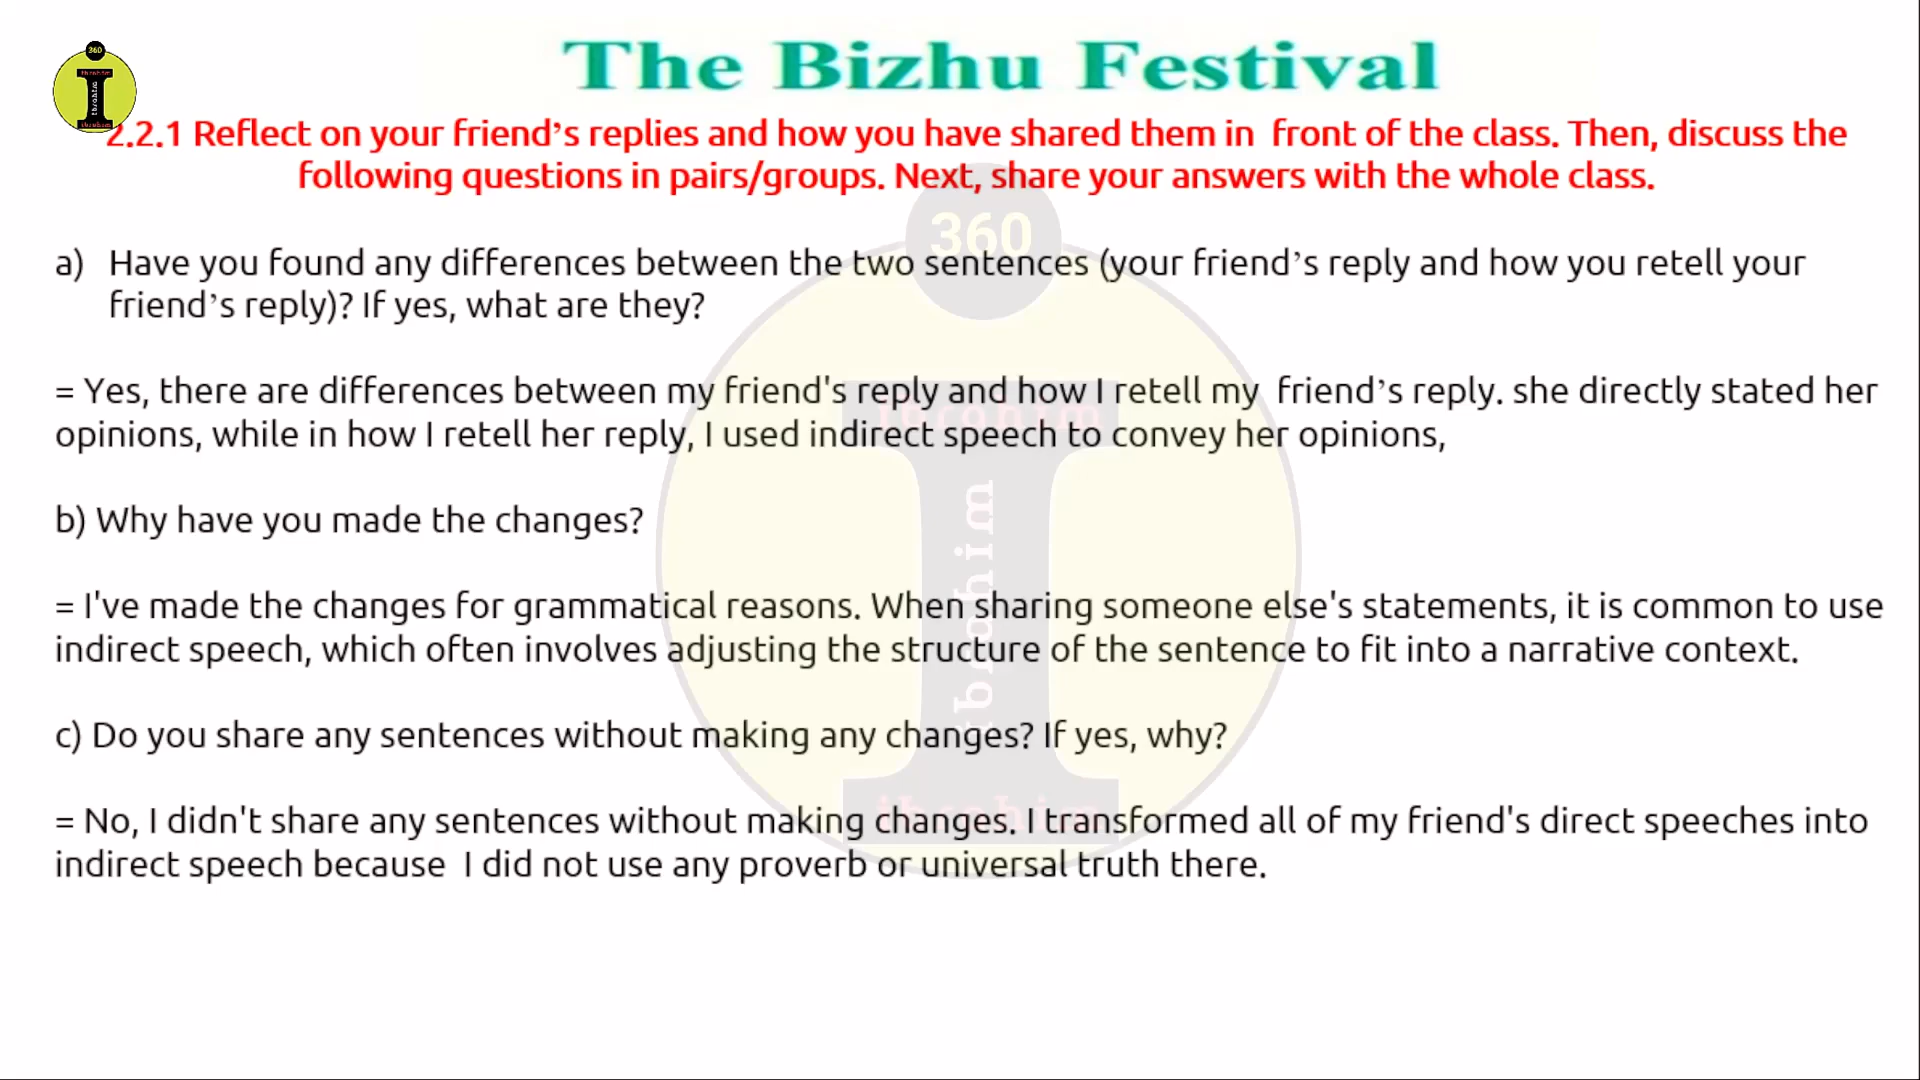 360
ibrahim
ibrahim
ibrahim
The Bizhu Festival
2.2.1 Reflect on your friend’s replies and how you have shared them in front of the class. Then, discuss the
following questions in pairs/groups. Next, share your answers with the whole class.
360
a) Have you found any differences between the two sentences (your friend’s reply and how you retell your
friend’s reply)? If yes, what are they?
= Yes, there are differences between my friend's reply and how I retell my friend’s reply. she directly stated her
opinions, while in how I retell her reply, I used indirect speech to convey her opinions,
ibrahim
b) Why have you made the changes?
= I've made the changes for grammatical reasons. When sharing someone else's statements, it is common to use
indirect speech, which often involves adjusting the structure of the sentence to fit into a narrative context.
ibrahim
c) Do you share any sentences without making any changes? If yes, why?
= No, I didn't share any sentences without making changes. I transformed all of my friend's direct speeches into
indirect speech because I did not use any proverb or universal truth there.
ibrahim